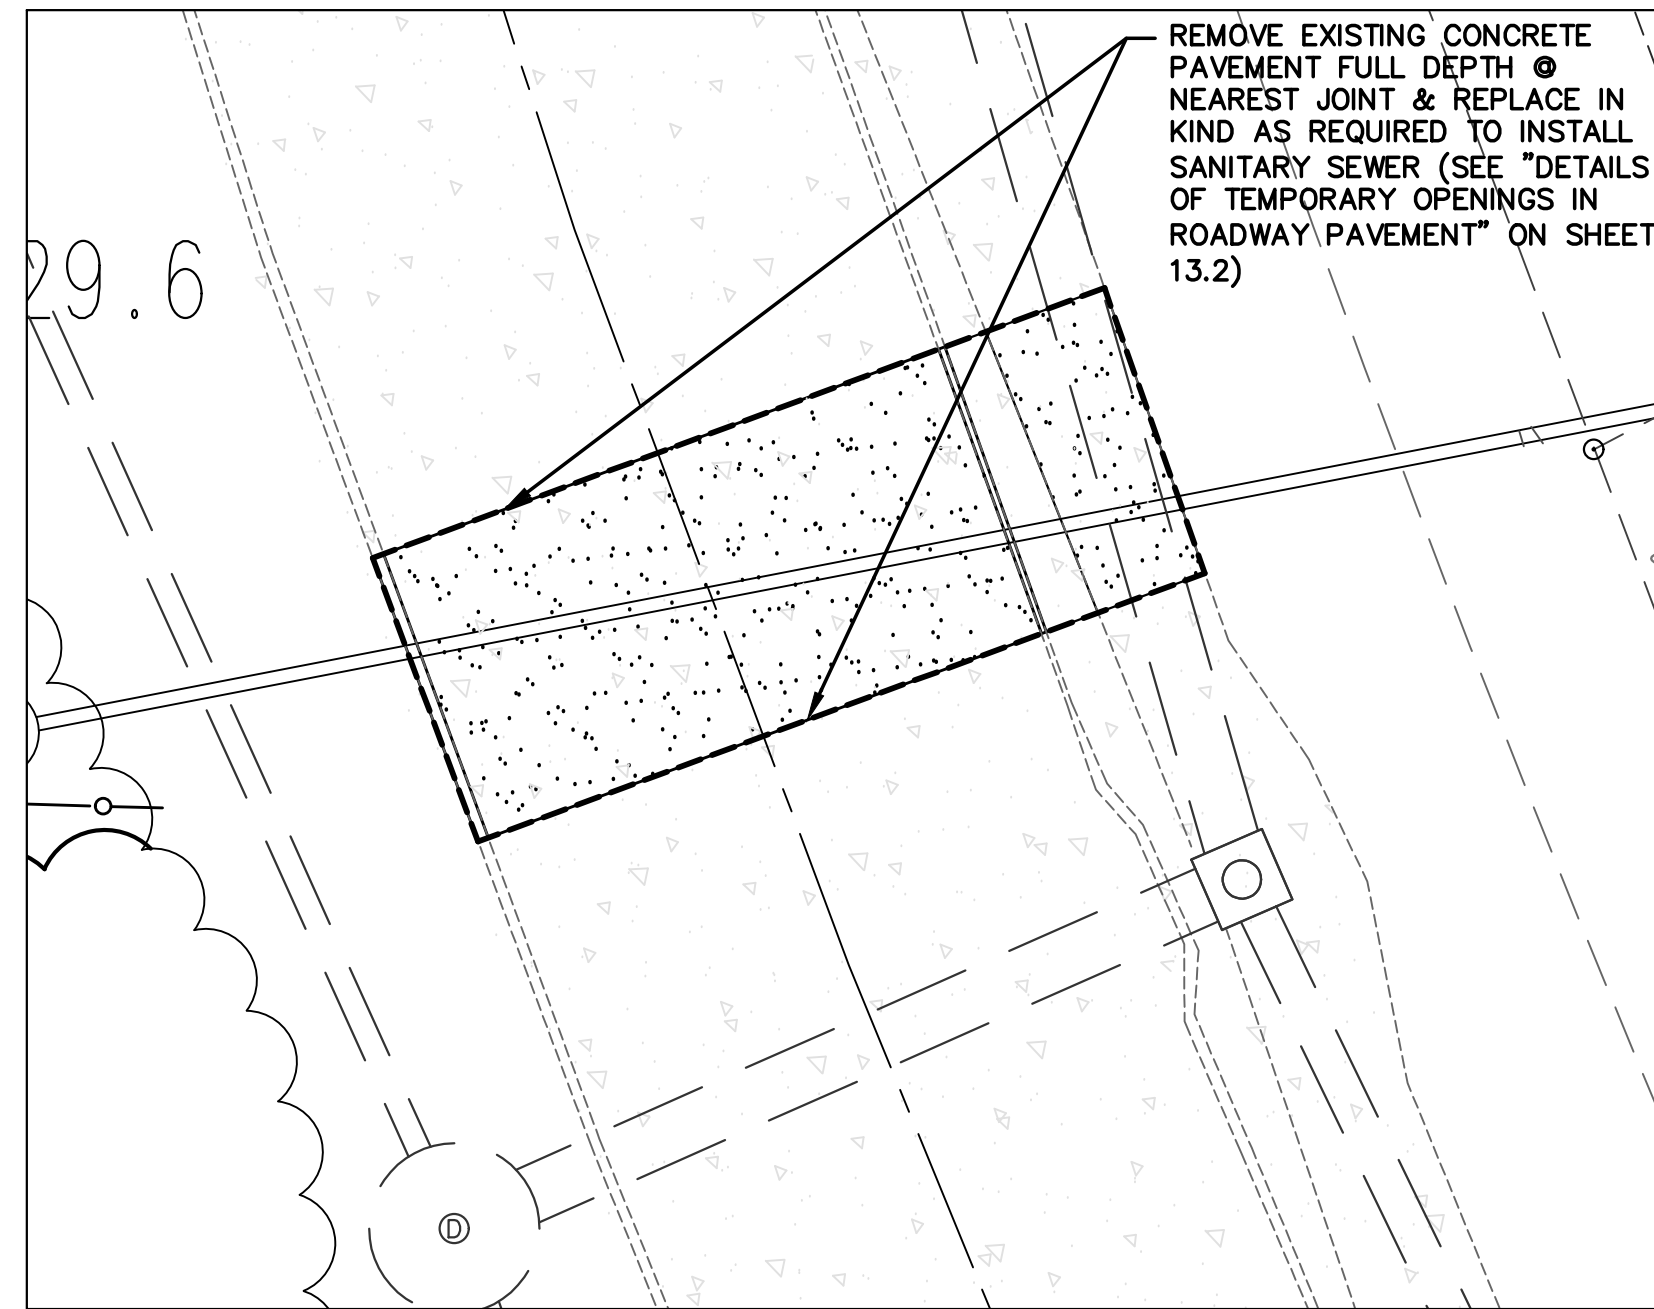 REMOVE EXISTING CONCRETE
PAVEMENT FULL DEPTH @
NEAREST JOINT & REPLACE IN
KIND AS REQUIRED TO INSTALL
SANITARY SEWER (SEE "DETAILS
OF TEMPORARY OPENINGS IN
ROADWAY PAVEMENT" ON SHEET
13.2)
29.6
D